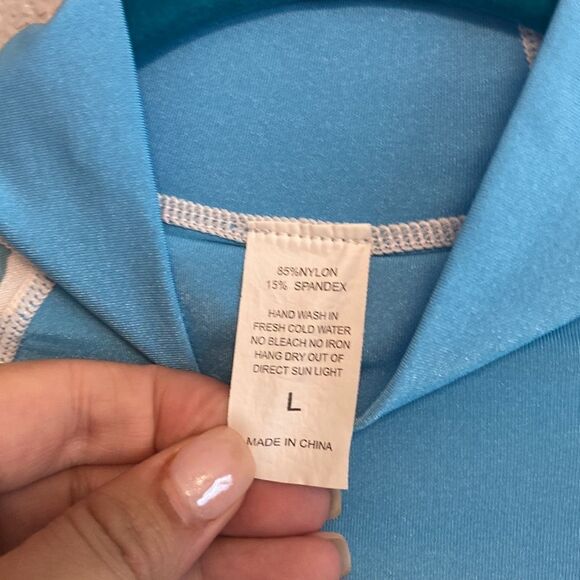 85%NYLON
15% SPANDEX
HAND WASH IN
FRESH COLD WATER
NO BLEACH NO IRON
HANG DRY OUT OF
DIRECT SUN LIGHT
L
MADE IN CHINA